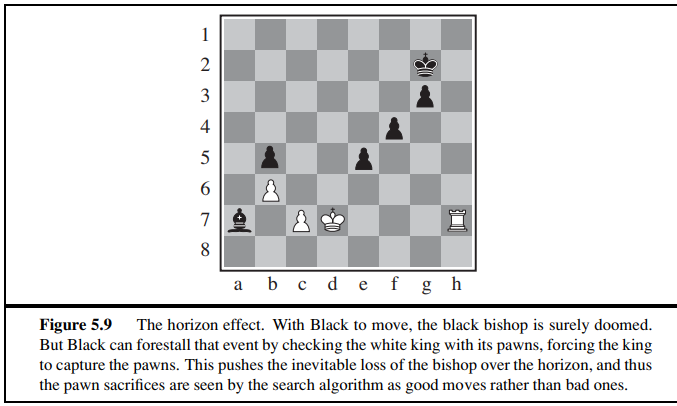 1
2
3
4
5
6
7
8
a b c d e f g h
Figure 5.9 The horizon effect. With Black to move, the black bishop is surely doomed.
But Black can forestall that event by checking the white king with its pawns, forcing the king
to capture the pawns. This pushes the inevitable loss of the bishop over the horizon, and thus
the pawn sacrifices are seen by the search algorithm as good moves rather than bad ones.